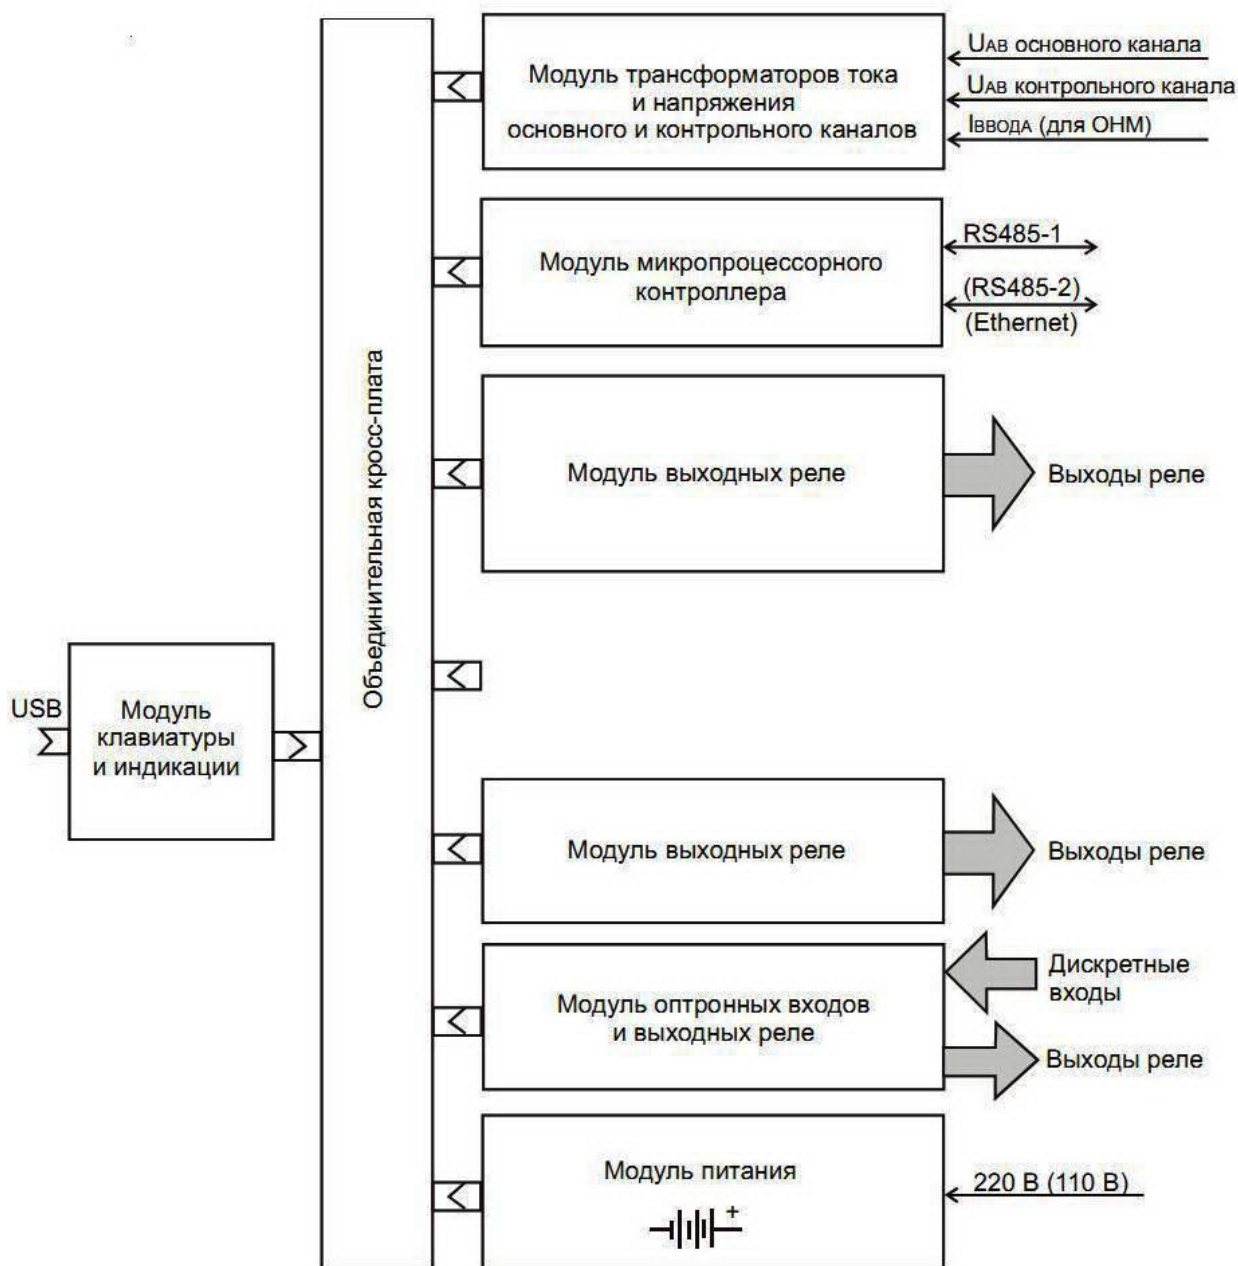 Модуль трансформаторов тока
и напряжения
основного и контрольного каналов
UАВ основного канала
UАВ контрольного канала
IВВОДА (для ОНМ)
Модуль микропроцессорного
контроллера
RS485-1
(RS485-2)
(Ethernet)
Объединительная кросс-плата
Модуль выходных реле
Выходы реле
USB
Модуль
клавиатуры
и индикации
Модуль выходных реле
Выходы реле
Модуль оптронных входов
и выходных реле
Дискретные
входы
Выходы реле
Модуль питания
+
220 В (110 В)